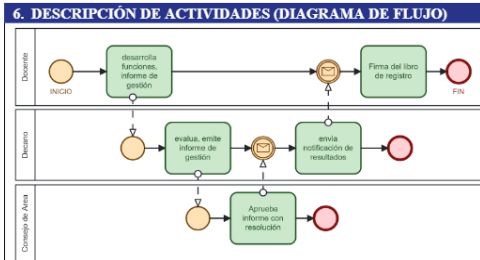 6. DESCRIPCIÓN DE ACTIVIDADES (DIAGRAMA DE FLUJO)
Docente
INICIO
desarrolla
funciones,
informe de
gestión
Firma del libro
de registro
FIN
Decano
evalua, emite
informe de
gestión
envia
notificación de
resultados
Consejo de Area
Apruebe
informe con
resolución